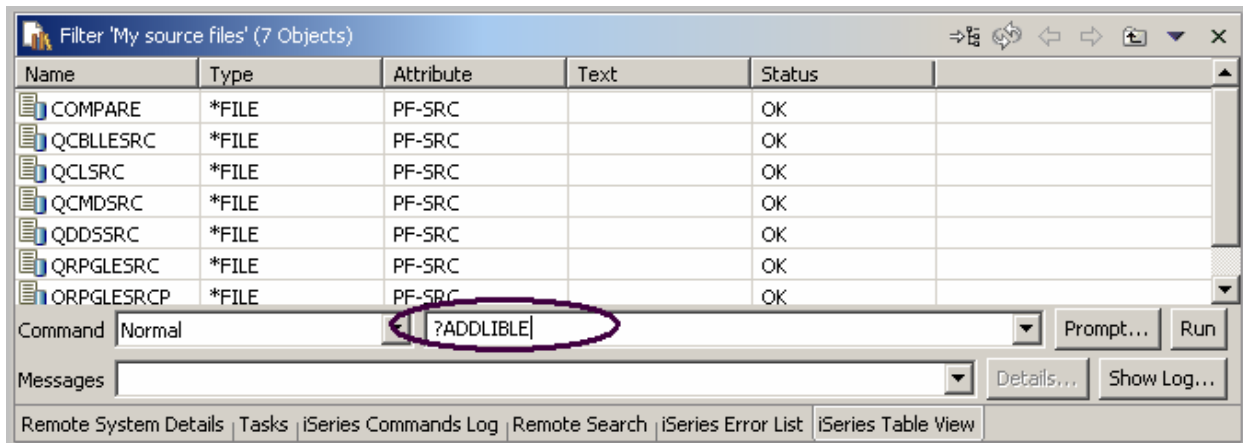 Filter 'My source files' (7 Objects)
Name Type Attribute Text Status
COMPARE *FILE PF-SRC OK
QCBLLESRC *FILE PF-SRC OK
QCLSRC *FILE PF-SRC OK
QCMDSRC *FILE PF-SRC OK
QDDSSRC *FILE PF-SRC OK
QRPGLESRC *FILE PF-SRC OK
QRPGLESRCP *FILE PF-SRC OK
Command Normal ?ADDLIBLE Prompt... Run
Messages Details... Show Log...
Remote System Details Tasks iSeries Commands Log Remote Search iSeries Error List iSeries Table View